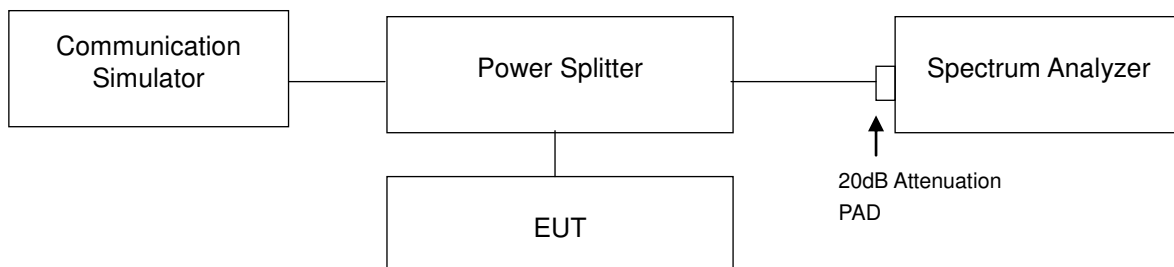 Communication
Simulator
Power Splitter
Spectrum Analyzer
20dB Attenuation
PAD
EUT